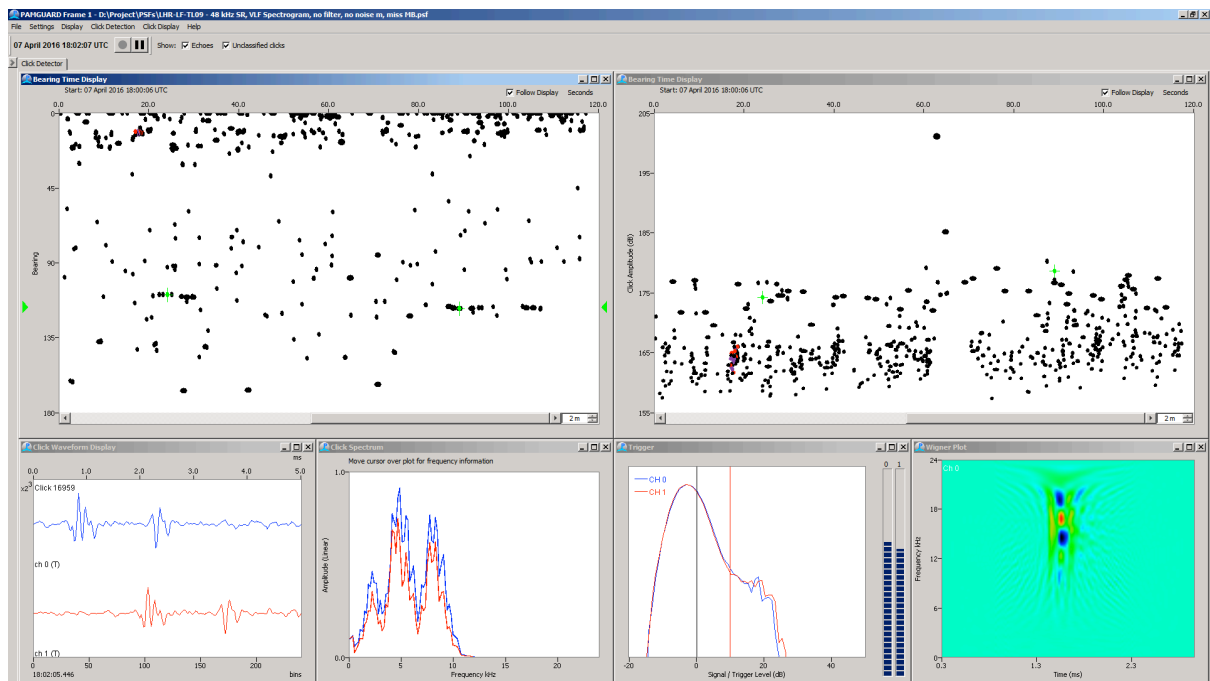 PAMGUARD Frame 1 - D:\Project\PSFs\LHR-LF-TL09 - 48 kHz SR, VLF Spectrogram, no filter, no noise m, miss MB.psf
File Settings Display Click Detection Click Display Help
07 April 2016 18:02:07 UTC Show: Echoes Unclassified clicks
Click Detector
Bearing Time Display
Start: 07 April 2016 18:00:06 UTC Follow Display Seconds
0.0 20.0 40.0 60.0 80.0 100.0 120.0
0
45
90
135
180
Bearing
2 m
Bearing Time Display
Start: 07 April 2016 18:00:06 UTC Follow Display Seconds
0.0 20.0 40.0 60.0 80.0 100.0 120.0
205
195
185
175
165
155
Click Amplitude (dB)
2 m
Click Waveform Display
ms
0.0 1.0 2.0 3.0 4.0 5.0
x2³ Click 16959
ch 0 (T)
ch 1 (T)
0 50 100 150 200
18:02:05.446 bins
Click Spectrum
Move cursor over plot for frequency information
1.0
Amplitude (Linear)
0.0
0 5 10 15 20
Frequency kHz
Trigger
CH 0
CH 1
0 1
-20 0 20 40
Signal / Trigger Level (dB)
Wigner Plot
Ch 0
24
18
12
6
0
Frequency kHz
0.3 1.3 2.3
Time (ms)